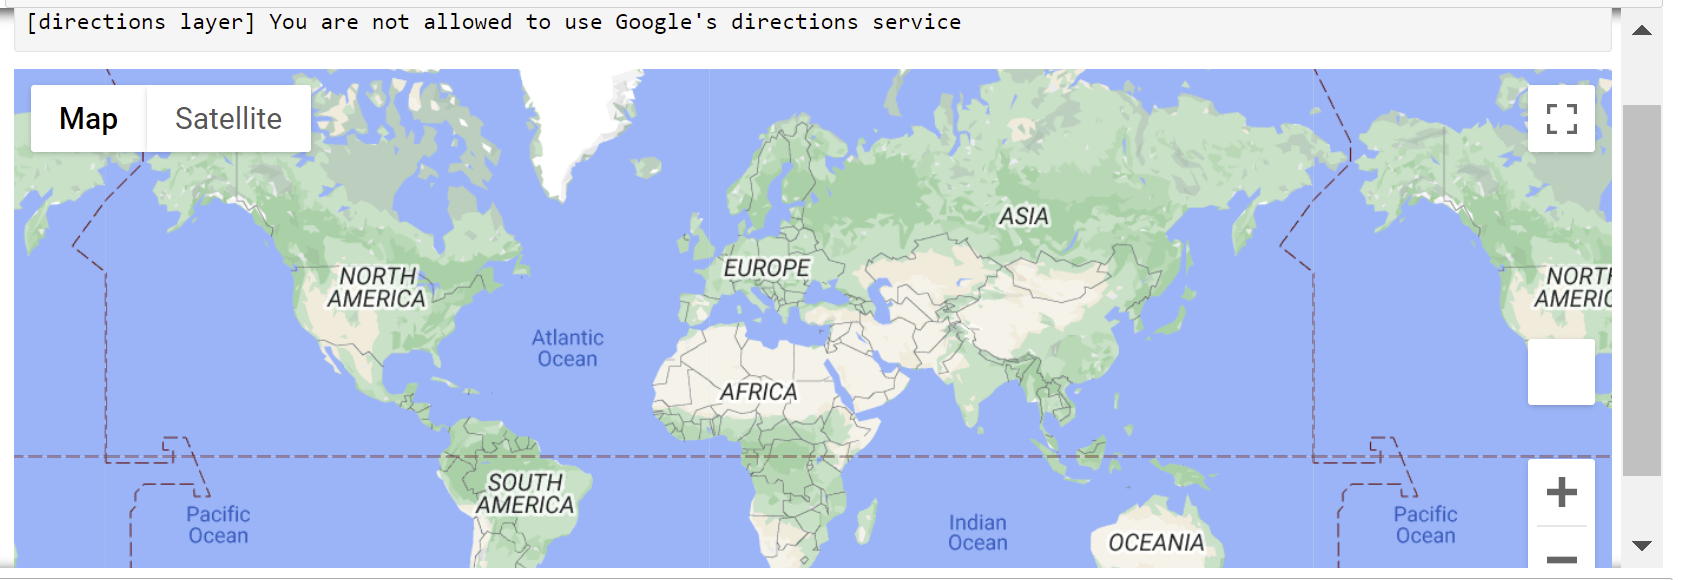 [directions layer] You are not allowed to use Google's directions service
Map
Satellite
ASIA
EUROPE
NORTH
AMERICA
NORTH
AMERIC
Atlantic
Ocean
AFRICA
SOUTH
AMERICA
Pacific
Ocean
Indian
Ocean
OCEANIA
Pacific
Ocean